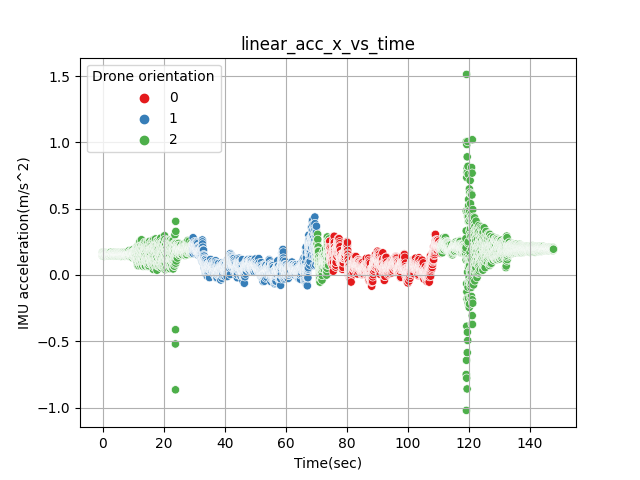 linear_acc_x_vs_time
Drone orientation
0
1
2
1.5
1.0
0.5
0.0
−0.5
−1.0
IMU acceleration(m/s^2)
0 20 40 60 80 100 120 140
Time(sec)